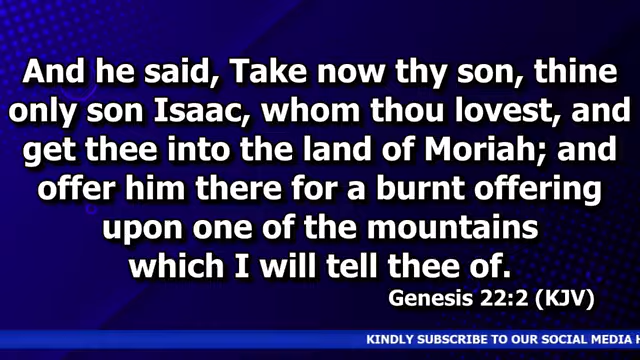 And he said, Take now thy son, thine
only son Isaac, whom thou lovest, and
get thee into the land of Moriah; and
offer him there for a burnt offering
upon one of the mountains
which I will tell thee of.
Genesis 22:2 (KJV)
KINDLY SUBSCRIBE TO OUR SOCIAL MEDIA